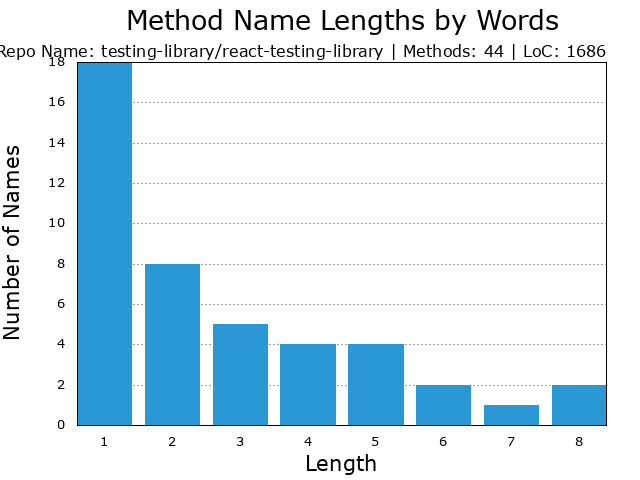 Method Name Lengths by Words
Repo Name: testing-library/react-testing-library | Methods: 44 | LoC: 1686
18
16
14
12
10
8
6
4
2
0
Number of Names
1 2 3 4 5 6 7 8
Length